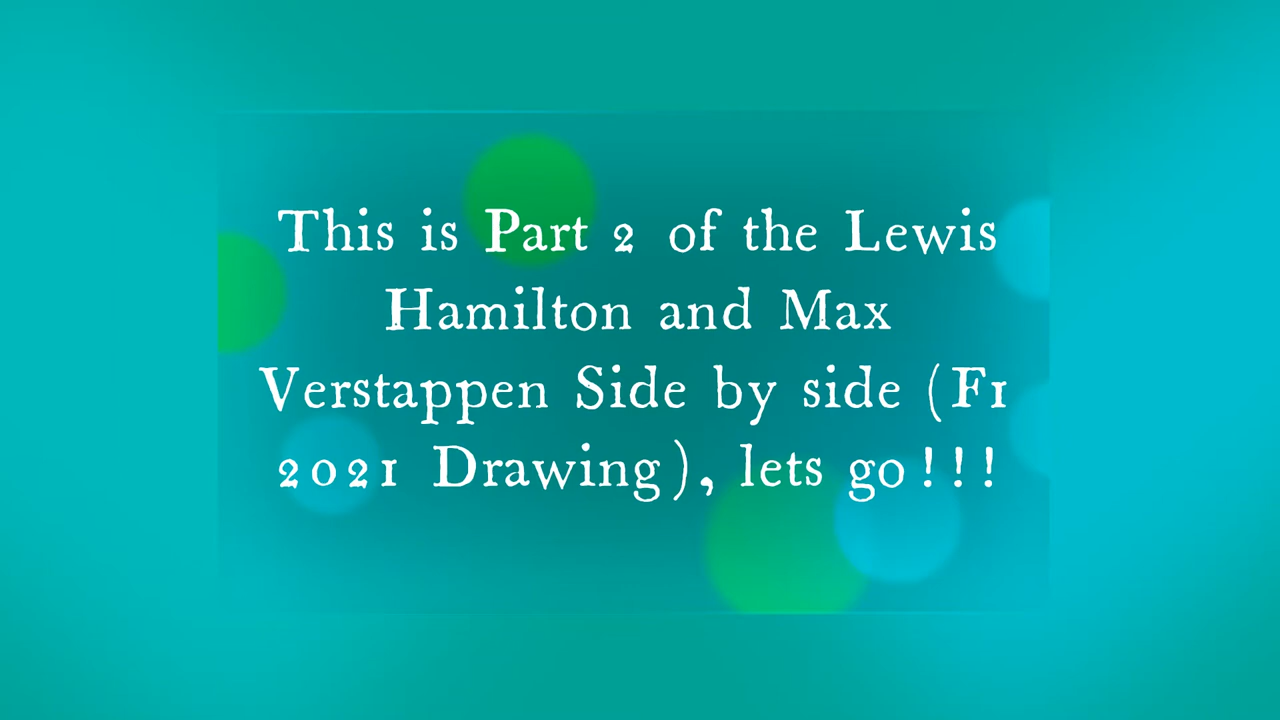 This is Part 2 of the Lewis
Hamilton and Max
Verstappen Side by side (F1
2021 Drawing), lets go!!!